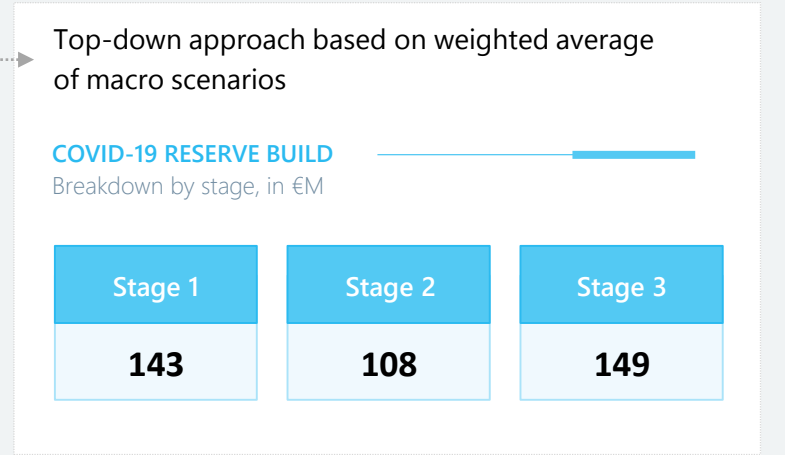 Top-down approach based on weighted average
of macro scenarios
COVID-19 RESERVE BUILD
Breakdown by stage, in €M
Stage 1 Stage 2 Stage 3
143 108 149